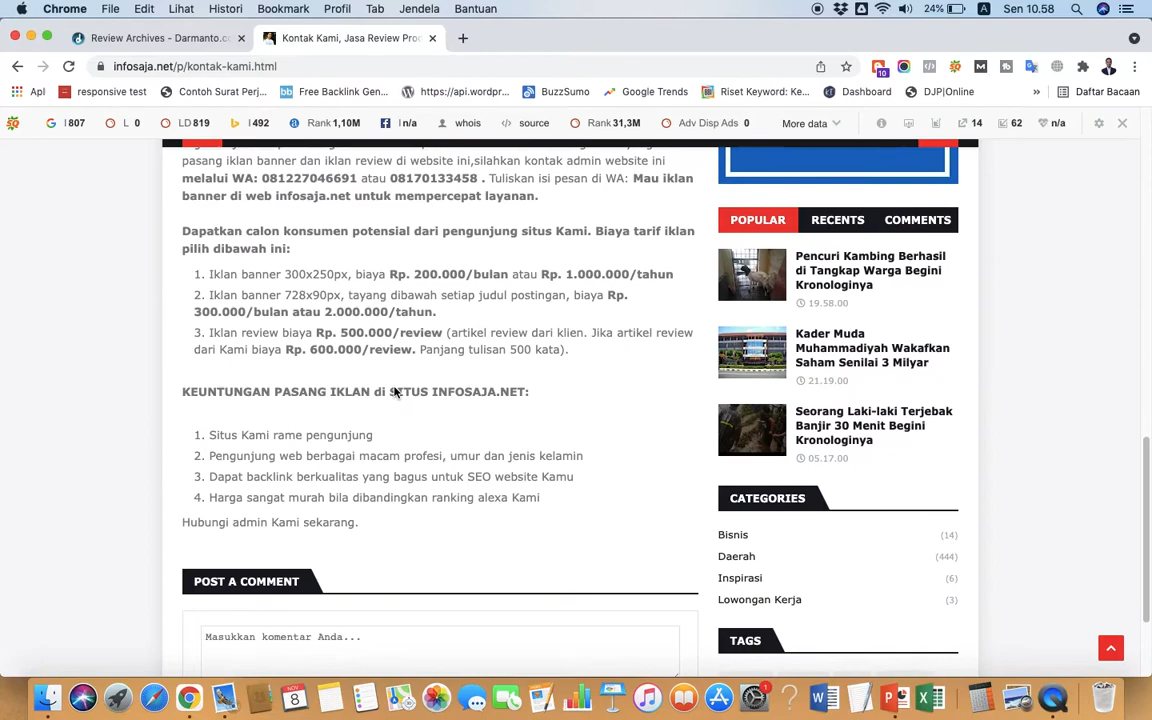 Chrome File Edit Lihat Histori Bookmark Profil Tab Jendela Bantuan 24% A Sen 10.58
Review Archives - Darmanto.co
Kontak Kami, Jasa Review Pro
infosaja.net/p/kontak-kami.html
10
Apl responsive test Contoh Surat Perj... Free Backlink Gen... https://api.wordpr... BuzzSumo Google Trends Riset Keyword: Ke... Dashboard DJP|Online » Daftar Bacaan
I 807 L 0 LD 819 I 492 Rank 1,10M I n/a whois source Rank 31,3M Adv Disp Ads 0 More data 14 62 n/a
pasang iklan banner dan iklan review di website ini,silahkan kontak admin website ini
melalui WA: 081227046691 atau 08170133458 . Tuliskan isi pesan di WA: Mau iklan
banner di web infosaja.net untuk mempercepat layanan.
Dapatkan calon konsumen potensial dari pengunjung situs Kami. Biaya tarif iklan
pilih dibawah ini:
1. Iklan banner 300x250px, biaya Rp. 200.000/bulan atau Rp. 1.000.000/tahun
2. Iklan banner 728x90px, tayang dibawah setiap judul postingan, biaya Rp.
300.000/bulan atau 2.000.000/tahun.
3. Iklan review biaya Rp. 500.000/review (artikel review dari klien. Jika artikel review
dari Kami biaya Rp. 600.000/review. Panjang tulisan 500 kata).
KEUNTUNGAN PASANG IKLAN di SITUS INFOSAJA.NET:
1. Situs Kami rame pengunjung
2. Pengunjung web berbagai macam profesi, umur dan jenis kelamin
3. Dapat backlink berkualitas yang bagus untuk SEO website Kamu
4. Harga sangat murah bila dibandingkan ranking alexa Kami
Hubungi admin Kami sekarang.
POST A COMMENT
Masukkan komentar Anda...
POPULAR RECENTS COMMENTS
Pencuri Kambing Berhasil
di Tangkap Warga Begini
Kronologinya
19.58.00
Kader Muda
Muhammadiyah Wakafkan
Saham Senilai 3 Milyar
21.19.00
Seorang Laki-laki Terjebak
Banjir 30 Menit Begini
Kronologinya
05.17.00
CATEGORIES
Bisnis (14)
Daerah (444)
Inspirasi (6)
Lowongan Kerja (3)
TAGS
NOV
8
1